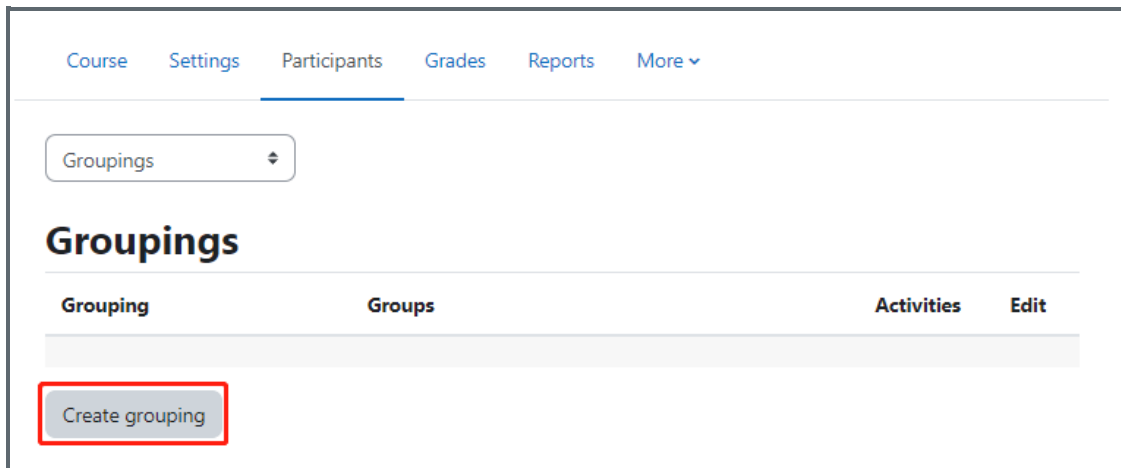 Course Settings Participants Grades Reports More
Groupings
Groupings
Grouping Groups Activities Edit
Create grouping